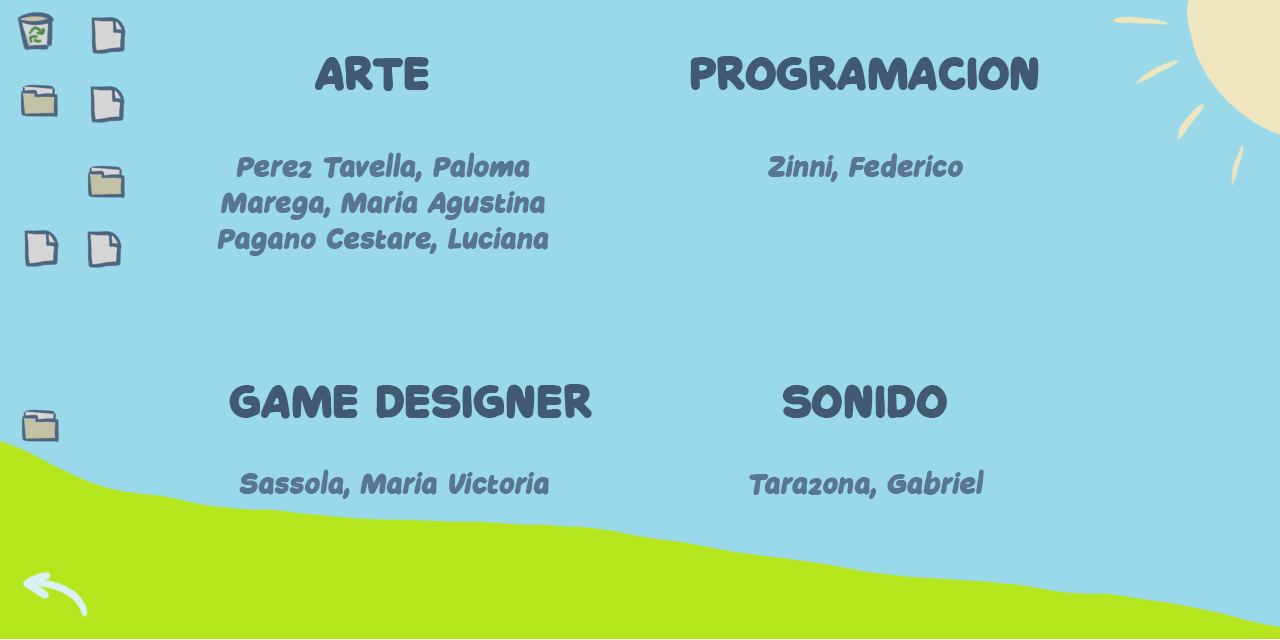 ARTE
Perez Tavella, Paloma
Marega, Maria Agustina
Pagano Cestare, Luciana
PROGRAMACION
Zinni, Federico
GAME DESIGNER
Sassola, Maria Victoria
SONIDO
Tarazona, Gabriel